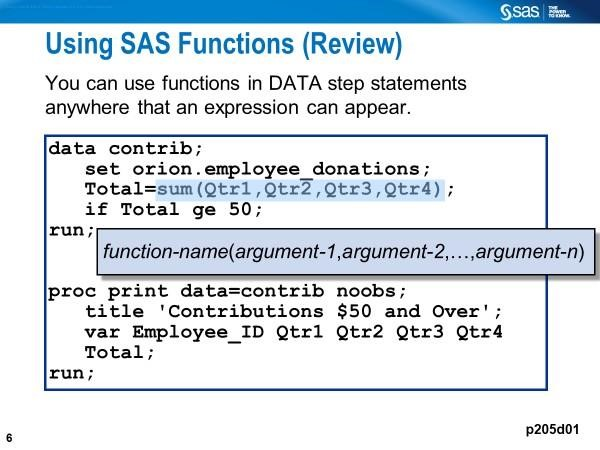 sas THE POWER TO KNOW.
Using SAS Functions (Review)
You can use functions in DATA step statements
anywhere that an expression can appear.
data contrib;
set orion.employee_donations;
Total=sum(Qtr1,Qtr2,Qtr3,Qtr4);
if Total ge 50;
run;
function-name(argument-1,argument-2,…,argument-n)
proc print data=contrib noobs;
title 'Contributions $50 and Over';
var Employee_ID Qtr1 Qtr2 Qtr3 Qtr4
Total;
run;
6
p205d01